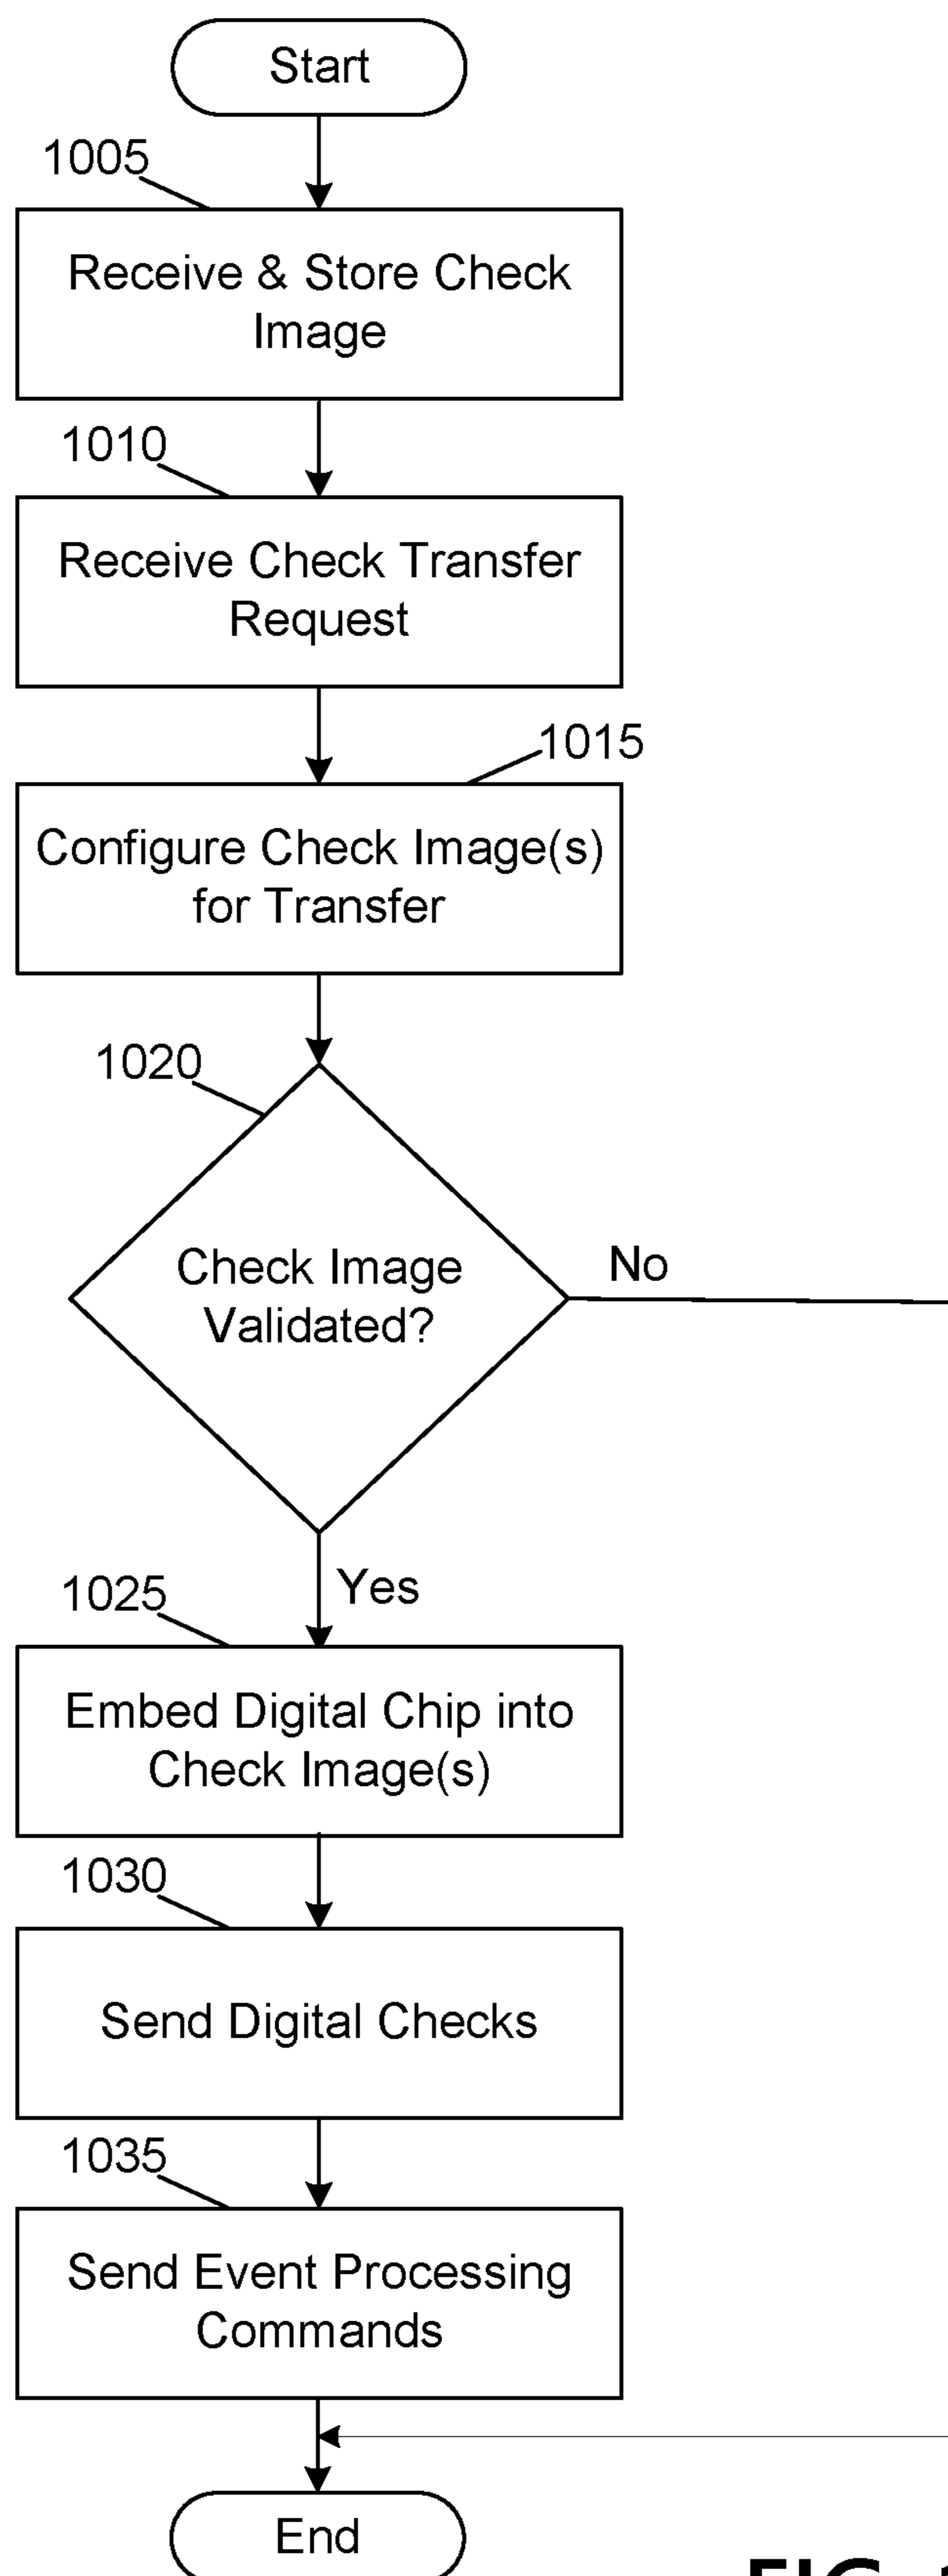 Start
1005
Receive & Store Check
Image
1010
Receive Check Transfer
Request
1015
Configure Check Image(s)
for Transfer
1020
Check Image
Validated?
No
Yes
1025
Embed Digital Chip into
Check Image(s)
1030
Send Digital Checks
1035
Send Event Processing
Commands
End